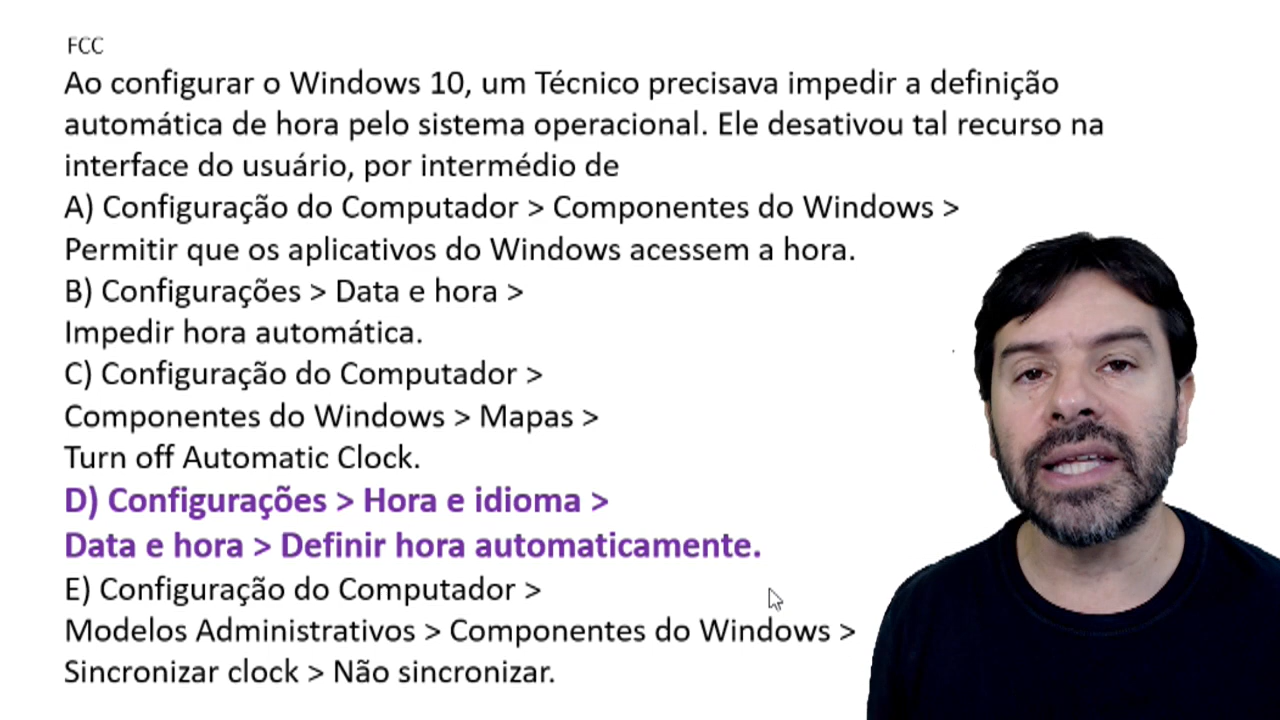 FCC
Ao configurar o Windows 10, um Técnico precisava impedir a definição
automática de hora pelo sistema operacional. Ele desativou tal recurso na
interface do usuário, por intermédio de
A) Configuração do Computador > Componentes do Windows >
Permitir que os aplicativos do Windows acessem a hora.
B) Configurações > Data e hora >
Impedir hora automática.
C) Configuração do Computador >
Componentes do Windows > Mapas >
Turn off Automatic Clock.
D) Configurações > Hora e idioma >
Data e hora > Definir hora automaticamente.
E) Configuração do Computador >
Modelos Administrativos > Componentes do Windows >
Sincronizar clock > Não sincronizar.